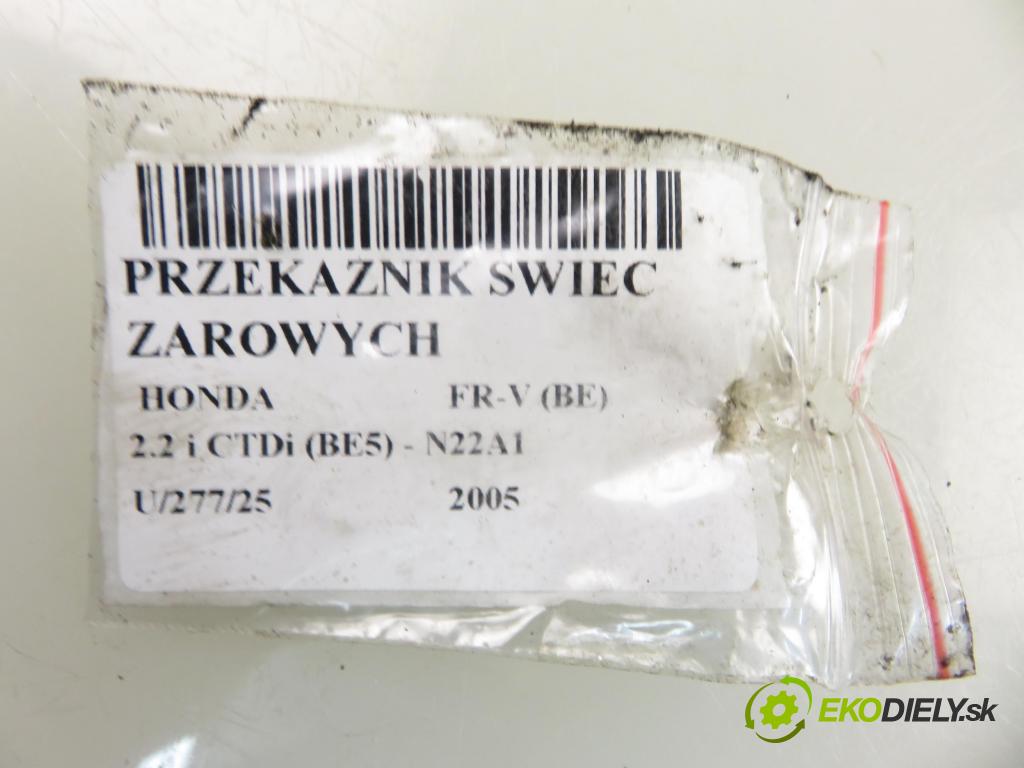 PRZEKAZNIK SWIEC
ZAROWYCH
HONDA FR-V (BE)
2.2 i CTDi (BE5) - N22A1
U/277/25 2005
EKODIELY.sk